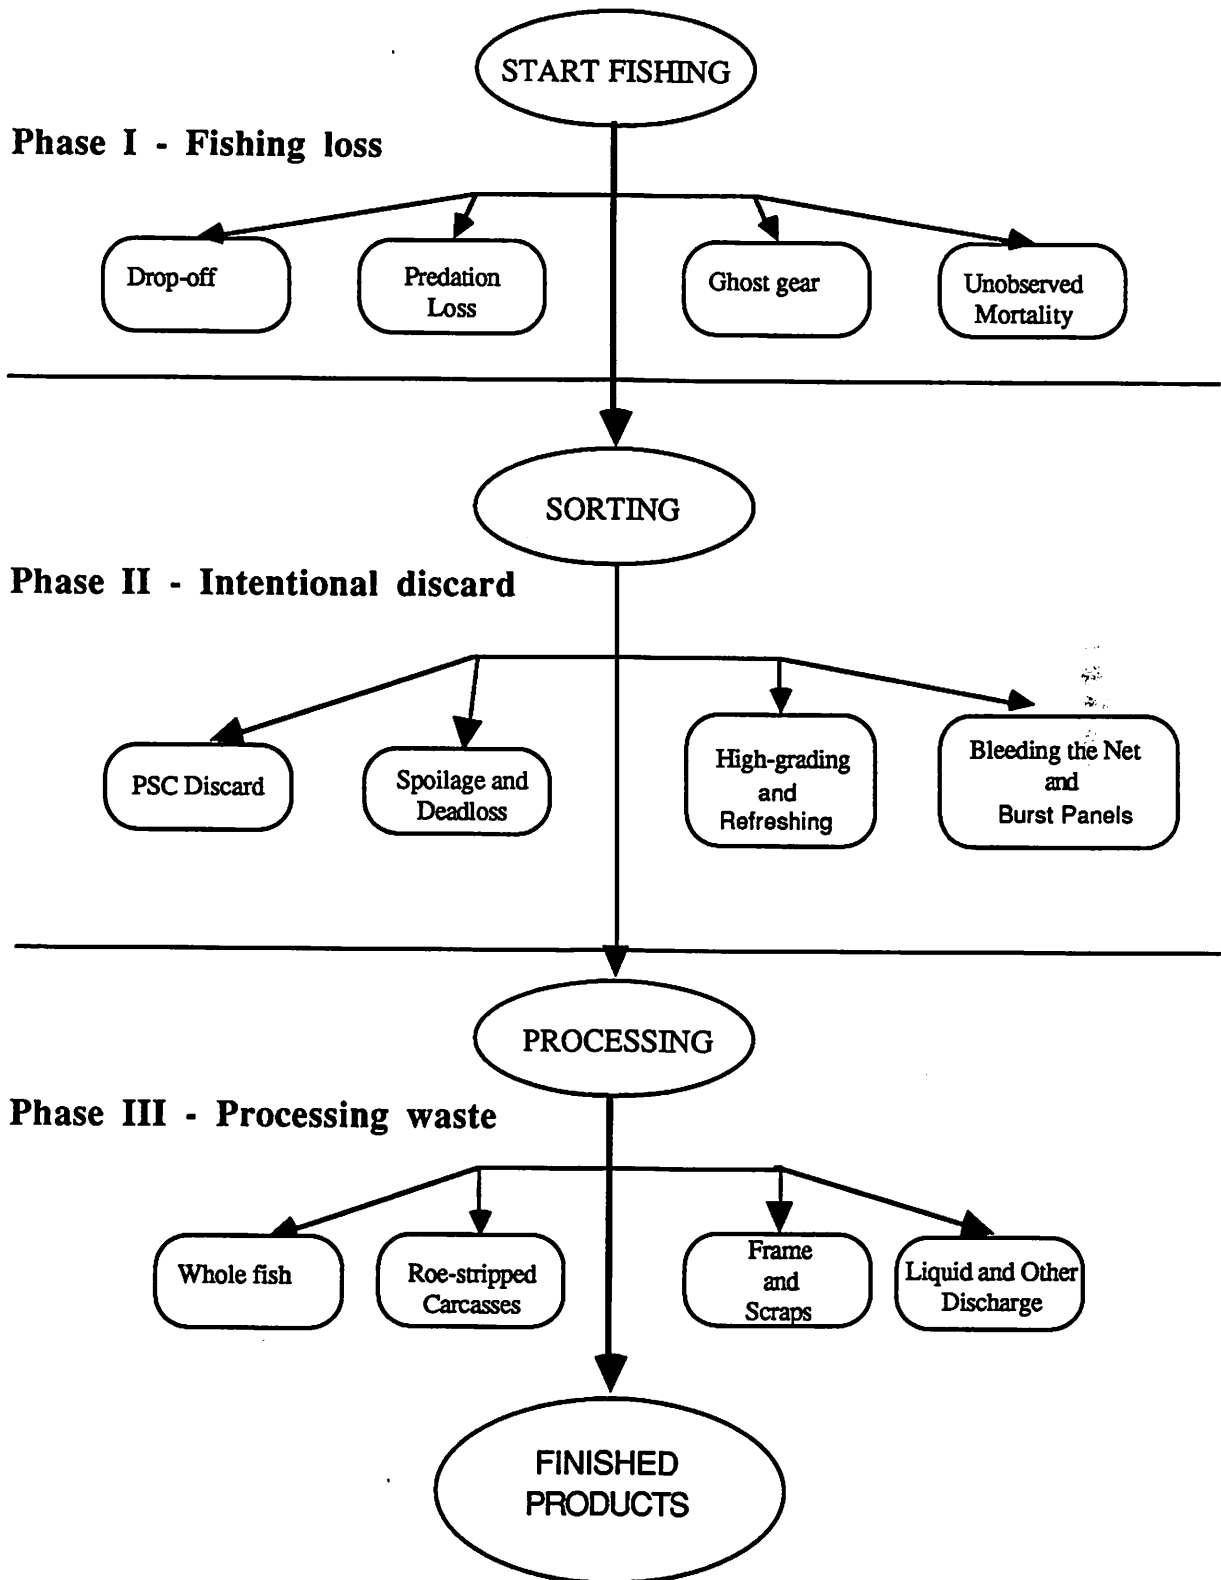 START FISHING
Phase I - Fishing loss
Drop-off
Predation
Loss
Ghost gear
Unobserved
Mortality
SORTING
Phase II - Intentional discard
PSC Discard
Spoilage and
Deadloss
High-grading
and
Refreshing
Bleeding the Net
and
Burst Panels
PROCESSING
Phase III - Processing waste
Whole fish
Roe-stripped
Carcasses
Frame
and
Scraps
Liquid and Other
Discharge
FINISHED
PRODUCTS